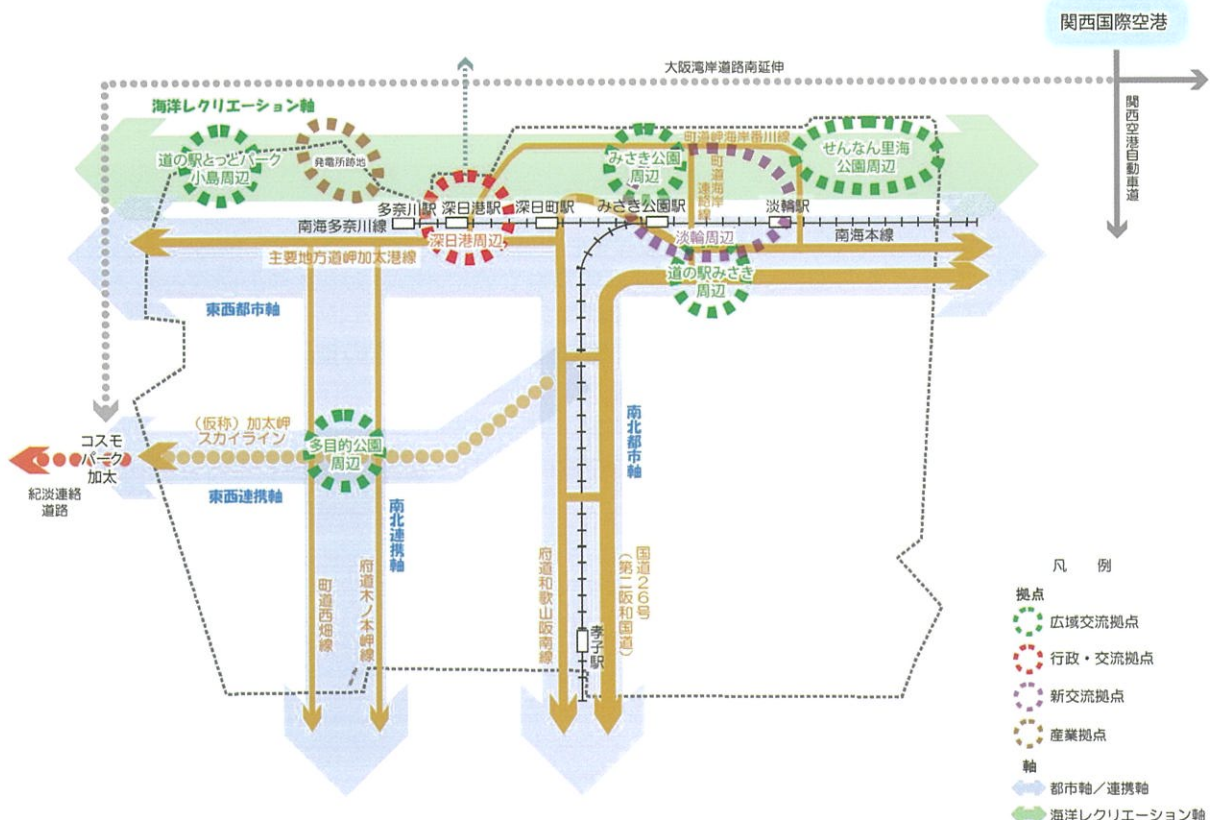 関西国際空港
大阪湾岸道路南延伸
関西空港自動車道
海洋レクリエーション軸
道の駅とっとパーク
小島周辺
発電所跡地
みさき公園
周辺
町道岬海岸番川線
町道海岸
連絡線
せんなん里海
公園周辺
多奈川駅
深日港駅
深日町駅
みさき公園駅
淡輪駅
南海多奈川線
深日港周辺
淡輪周辺
南海本線
主要地方道岬加太港線
道の駅みさき
周辺
東西都市軸
(仮称)加太岬
スカイライン
多目的公園
周辺
南北都市軸
コスモ
パーク
加太
紀淡連絡
道路
東西連携軸
南北連携軸
町道西畑線
府道木ノ本岬線
府道和歌山阪南線
国道26号
(第二阪和国道)
孝子駅
凡 例
拠点
広域交流拠点
行政・交流拠点
新交流拠点
産業拠点
軸
都市軸/連携軸
海洋レクリエーション軸